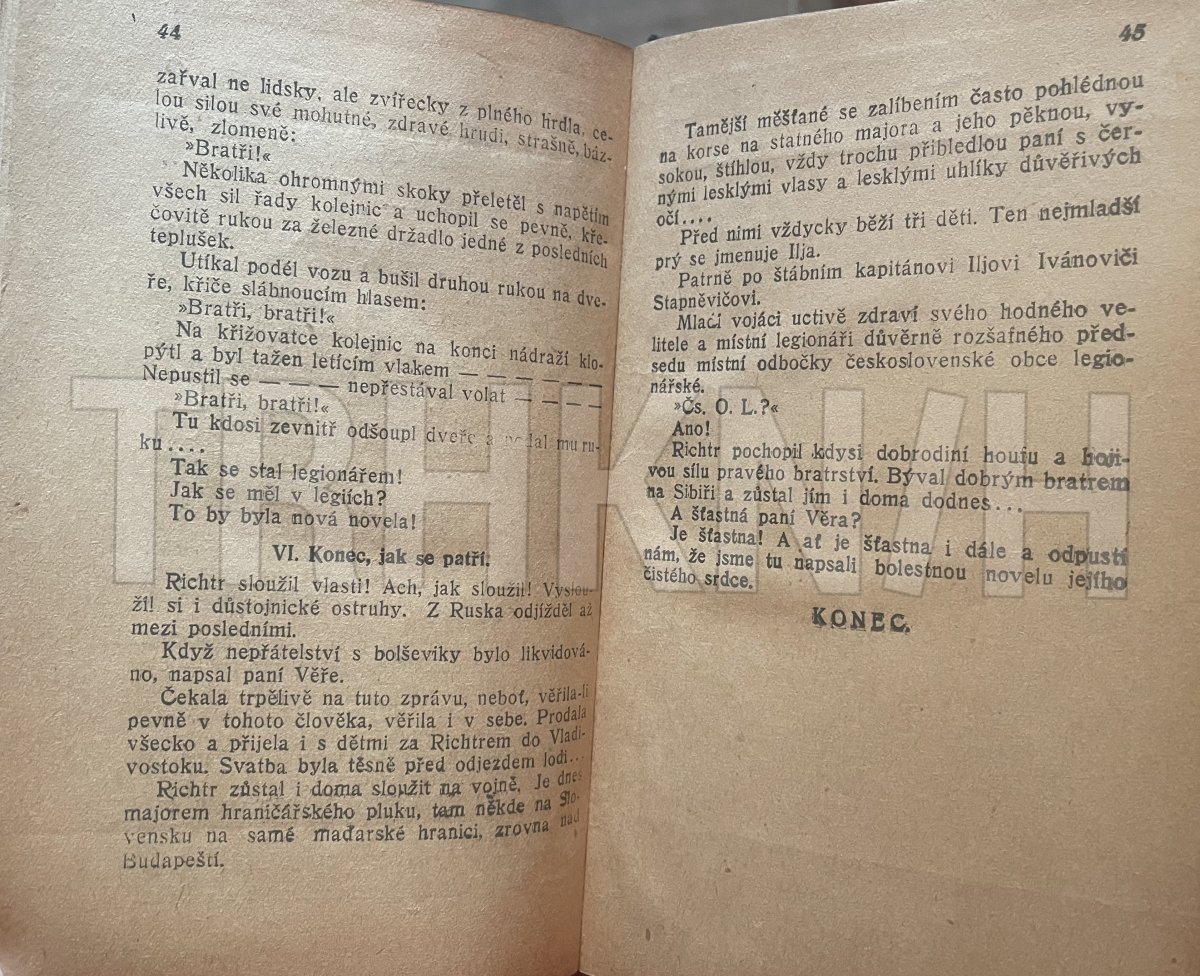 44
zařval ne lidsky, ale zvířecky z plného hrdla, ce-
lou silou své mohutné, zdravé hrudi, strašně, báz-
livě, zlomeně:
»Bratři!«
Několika ohromnými skoky přeletěl s napětím
všech sil řady kolejnic a uchopil se pevně, kře-
čovitě rukou za železné držadlo jedné z posledních
teplušek.
Utíkal podél vozu a bušil druhou rukou na dve-
ře, křiče slábnoucím hlasem:
»Bratři, bratři!«
Na křižovatce kolejnic na konci nádraží klo-
pýtl a byl tažen letícím vlakem — — — — — —
Nepustil se — — — nepřestával volat — — — —
»Bratři, bratři!«
Tu kdosi zevnitř odšoupl dveře a podal mu ru-
ku....
Tak se stal legionářem!
Jak se měl v legiích?
To by byla nová novela!
VI. Konec, jak se patří.
Richtr sloužil vlasti! Ach, jak sloužil! Vyslou-
žil si i důstojnické ostruhy. Z Ruska odjížděl až
mezi posledními.
Když nepřátelství s bolševiky bylo likvidová-
no, napsal paní Věře.
Čekala trpělivě na tuto zprávu, neboť, věřila-li
pevně v tohoto člověka, věřila i v sebe. Prodala
všecko a přijela i s dětmi za Richtrem do Vladi-
vostoku. Svatba byla těsně před odjezdem lodi...
Richtr zůstal i doma sloužit na vojně. Je dnes
majorem hraničářského pluku, tam někde na Slo-
vensku na samé maďarské hranici, zrovna nad
Budapeští.
45
Tamější měšťané se zalíbením často pohlédnou
na korse na statného majora a jeho pěknou, vy-
sokou, štíhlou, vždy trochu přibledlou paní s čer-
nými lesklými vlasy a lesklými uhlíky důvěřivých
očí....
Před nimi vždycky běží tři děti. Ten nejmladší
prý se jmenuje Ilja.
Patrně po štábním kapitánovi Iljovi Ivánoviči
Stapněvičovi.
Mladí vojáci uctivě zdraví svého hodného ve-
litele a místní legionáři důvěrně rozšafného před-
sedu místní odbočky československé obce legio-
nářské.
»Čs. O. L.?«
Ano!
Richtr pochopil kdysi dobrodiní houfu a hoji-
vou sílu pravého bratrství. Býval dobrým bratrem
na Sibiři a zůstal jím i doma dodnes...
A šťastná paní Věra?
Je šťastna! A ať je šťastna i dále a odpustí
nám, že jsme tu napsali bolestnou novelu jejího
čistého srdce.
KONEC.
TRHKNIH